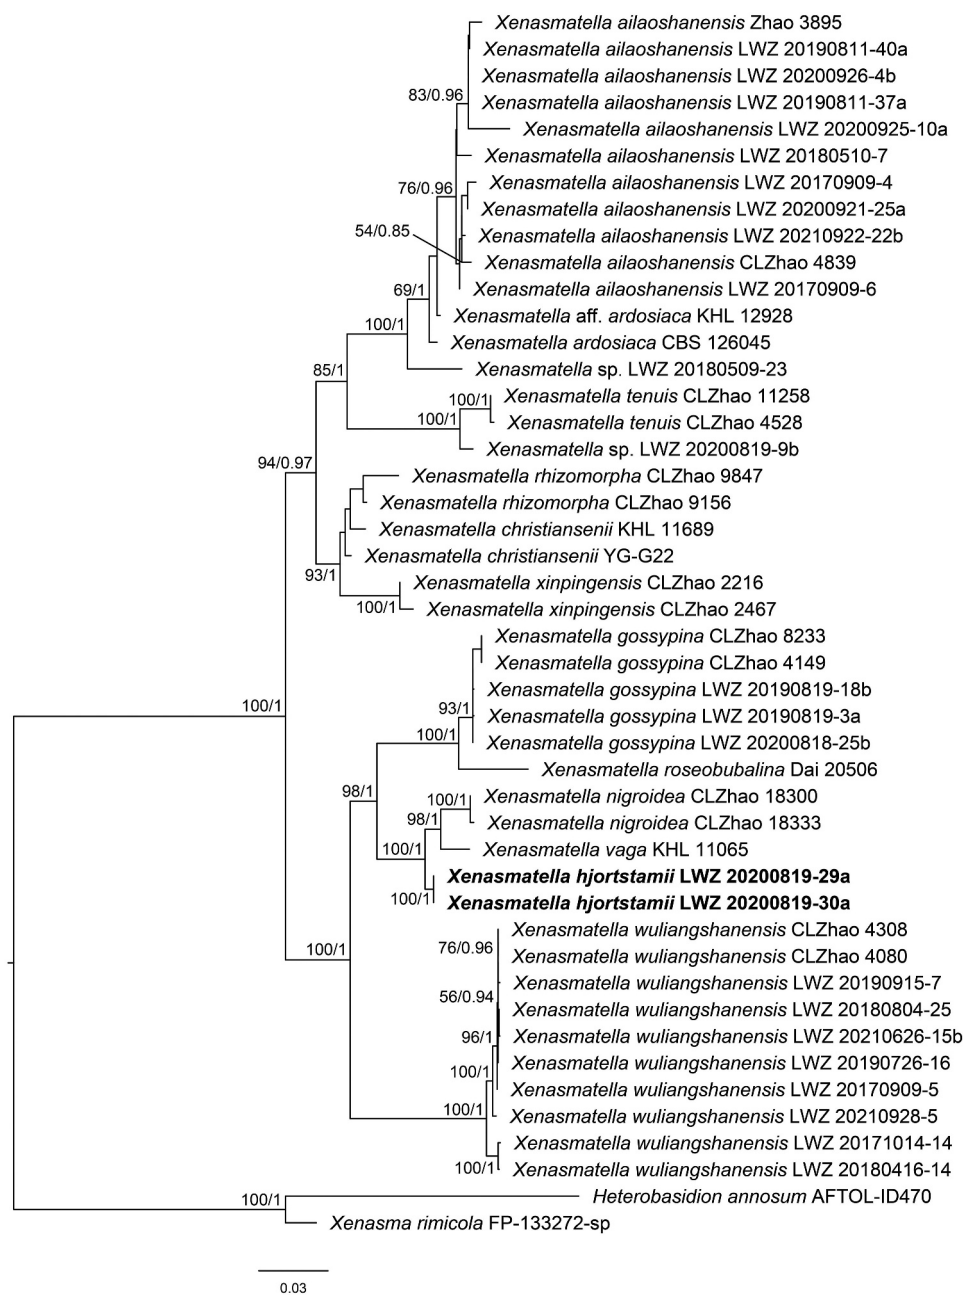 Xenasmatella ailaoshanensis Zhao 3895
Xenasmatella ailaoshanensis LWZ 20190811-40a
Xenasmatella ailaoshanensis LWZ 20200926-4b
83/0.96
Xenasmatella ailaoshanensis LWZ 20190811-37a
Xenasmatella ailaoshanensis LWZ 20200925-10a
Xenasmatella ailaoshanensis LWZ 20180510-7
76/0.96
Xenasmatella ailaoshanensis LWZ 20170909-4
Xenasmatella ailaoshanensis LWZ 20200921-25a
54/0.85
Xenasmatella ailaoshanensis LWZ 20210922-22b
Xenasmatella ailaoshanensis CLZhao 4839
69/1
Xenasmatella ailaoshanensis LWZ 20170909-6
Xenasmatella aff. ardosiaca KHL 12928
100/1
Xenasmatella ardosiaca CBS 126045
85/1
Xenasmatella sp. LWZ 20180509-23
100/1
Xenasmatella tenuis CLZhao 11258
100/1
Xenasmatella tenuis CLZhao 4528
Xenasmatella sp. LWZ 20200819-9b
94/0.97
Xenasmatella rhizomorpha CLZhao 9847
Xenasmatella rhizomorpha CLZhao 9156
Xenasmatella christiansenii KHL 11689
Xenasmatella christiansenii YG-G22
93/1
Xenasmatella xinpingensis CLZhao 2216
100/1
Xenasmatella xinpingensis CLZhao 2467
Xenasmatella gossypina CLZhao 8233
Xenasmatella gossypina CLZhao 4149
Xenasmatella gossypina LWZ 20190819-18b
100/1
93/1
Xenasmatella gossypina LWZ 20190819-3a
100/1
Xenasmatella gossypina LWZ 20200818-25b
Xenasmatella roseobubalina Dai 20506
98/1
100/1
Xenasmatella nigroidea CLZhao 18300
98/1
Xenasmatella nigroidea CLZhao 18333
100/1
Xenasmatella vaga KHL 11065
Xenasmatella hjortstamii LWZ 20200819-29a
100/1
Xenasmatella hjortstamii LWZ 20200819-30a
Xenasmatella wuliangshanensis CLZhao 4308
100/1
76/0.96
Xenasmatella wuliangshanensis CLZhao 4080
Xenasmatella wuliangshanensis LWZ 20190915-7
56/0.94
Xenasmatella wuliangshanensis LWZ 20180804-25
96/1
Xenasmatella wuliangshanensis LWZ 20210626-15b
Xenasmatella wuliangshanensis LWZ 20190726-16
100/1
Xenasmatella wuliangshanensis LWZ 20170909-5
100/1
Xenasmatella wuliangshanensis LWZ 20210928-5
Xenasmatella wuliangshanensis LWZ 20171014-14
100/1
Xenasmatella wuliangshanensis LWZ 20180416-14
100/1
Heterobasidion annosum AFTOL-ID470
Xenasma rimicola FP-133272-sp
0.03